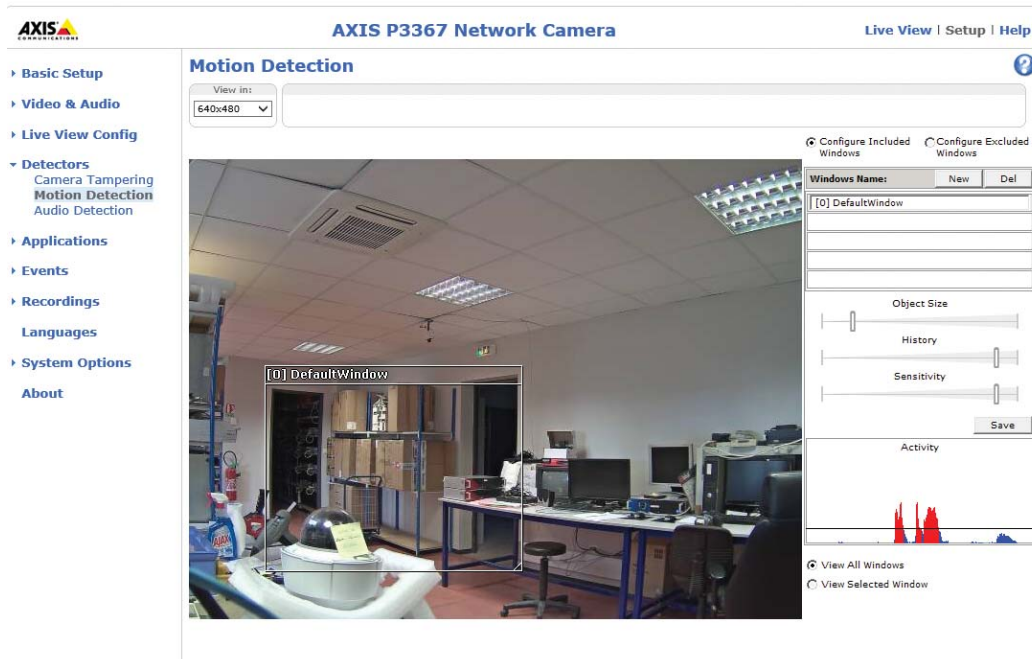 AXIS
COMMUNICATIONS
AXIS P3367 Network Camera
Live View | Setup | Help
Basic Setup
Video & Audio
Live View Config
Detectors
Camera Tampering
Motion Detection
Audio Detection
Applications
Events
Recordings
Languages
System Options
About
Motion Detection
?
View in:
640x480
Configure Included Windows
Configure Excluded Windows
Windows Name:
New
Del
[0] DefaultWindow
Object Size
History
Sensitivity
Save
Activity
View All Windows
View Selected Window
[0] DefaultWindow
AJAX